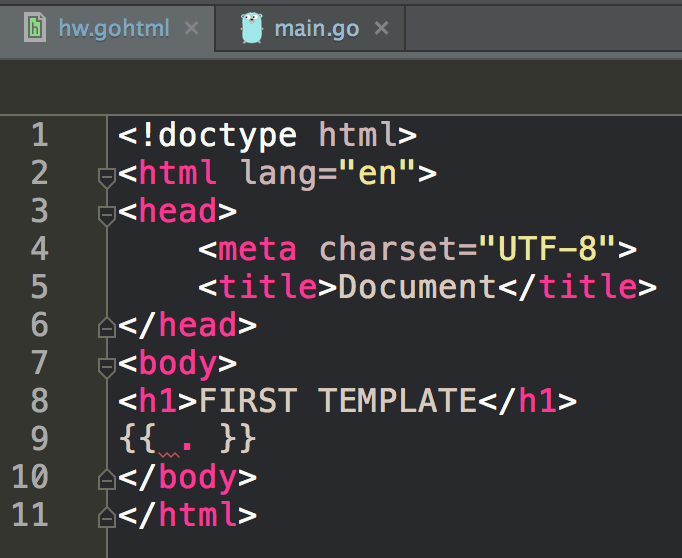 hw.gohtml × main.go ×
1 <!doctype html>
2 <html lang="en">
3 <head>
4     <meta charset="UTF-8">
5     <title>Document</title>
6 </head>
7 <body>
8 <h1>FIRST TEMPLATE</h1>
9 {{ . }}
10 </body>
11 </html>